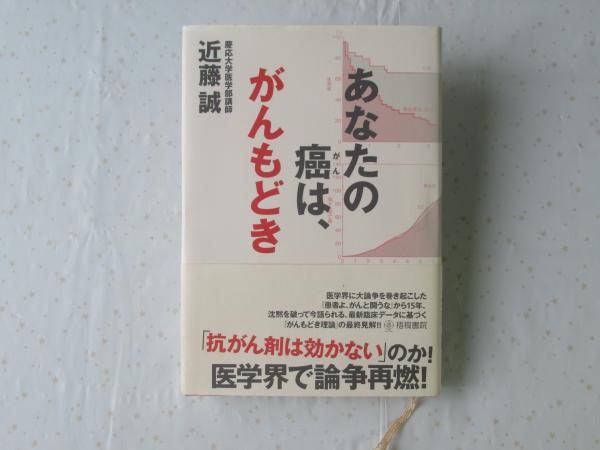 あなたの
癌は、
がん
がんもどき
慶応大学医学部講師
近藤誠
医学界に大論争を巻き起こした
『患者よ、がんと闘うな』から15年、
沈黙を破って今語られる、最新臨床データに基づく
「がんもどき理論」の最終見解!! 梧桐書院
「抗がん剤は効かない」のか!
医学界で論争再燃!